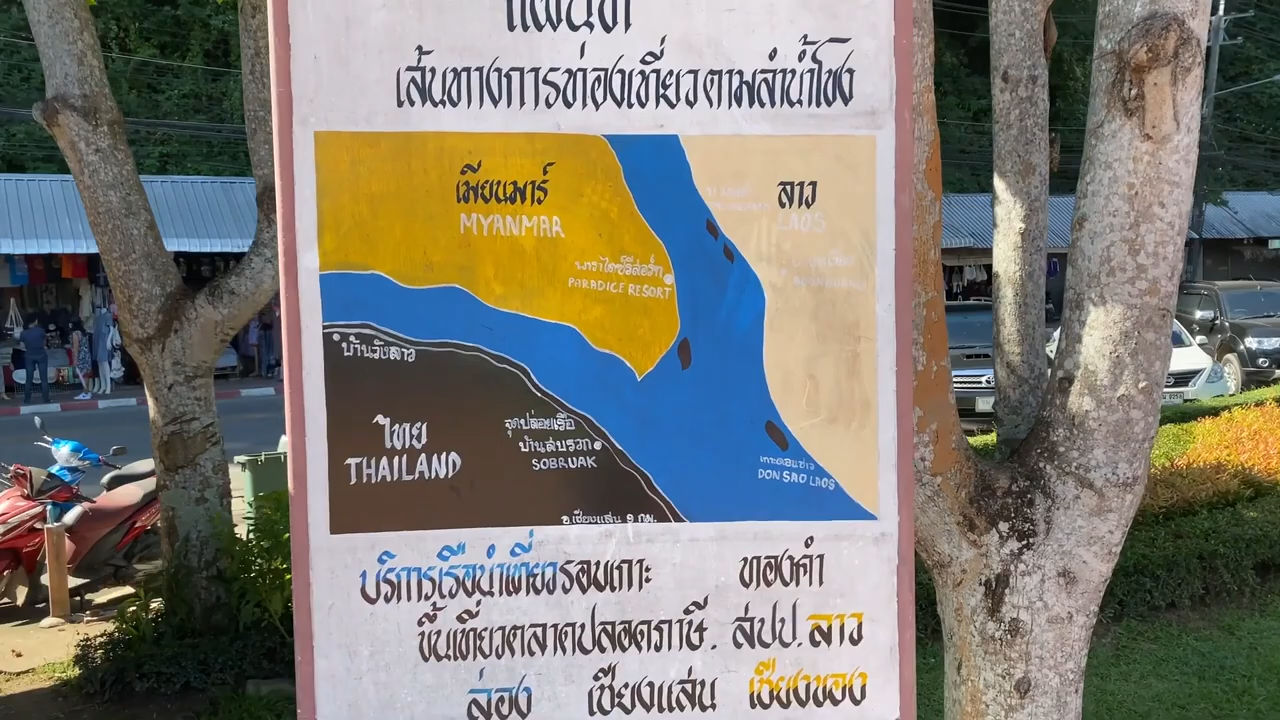 แผนที่
เส้นทางการท่องเที่ยวตามลำน้ำโขง
เมียนมาร์
MYANMAR
ลาว
LAOS
พาราไดซ์รีสอร์ท
PARADICE RESORT
บ้านวังลาว
ไทย
THAILAND
จุดปล่อยเรือ
บ้านสบรวก
SOBRUAK
เกาะดอนซาว
DON SAO LAOS
อ.เชียงแสน 9 กม.
บริการเรือนำเที่ยวรอบเกาะ ทองคำ
ขึ้นเที่ยวตลาดปลอดภาษี. สปป.ลาว
ล่อง เชียงแสน เชียงของ